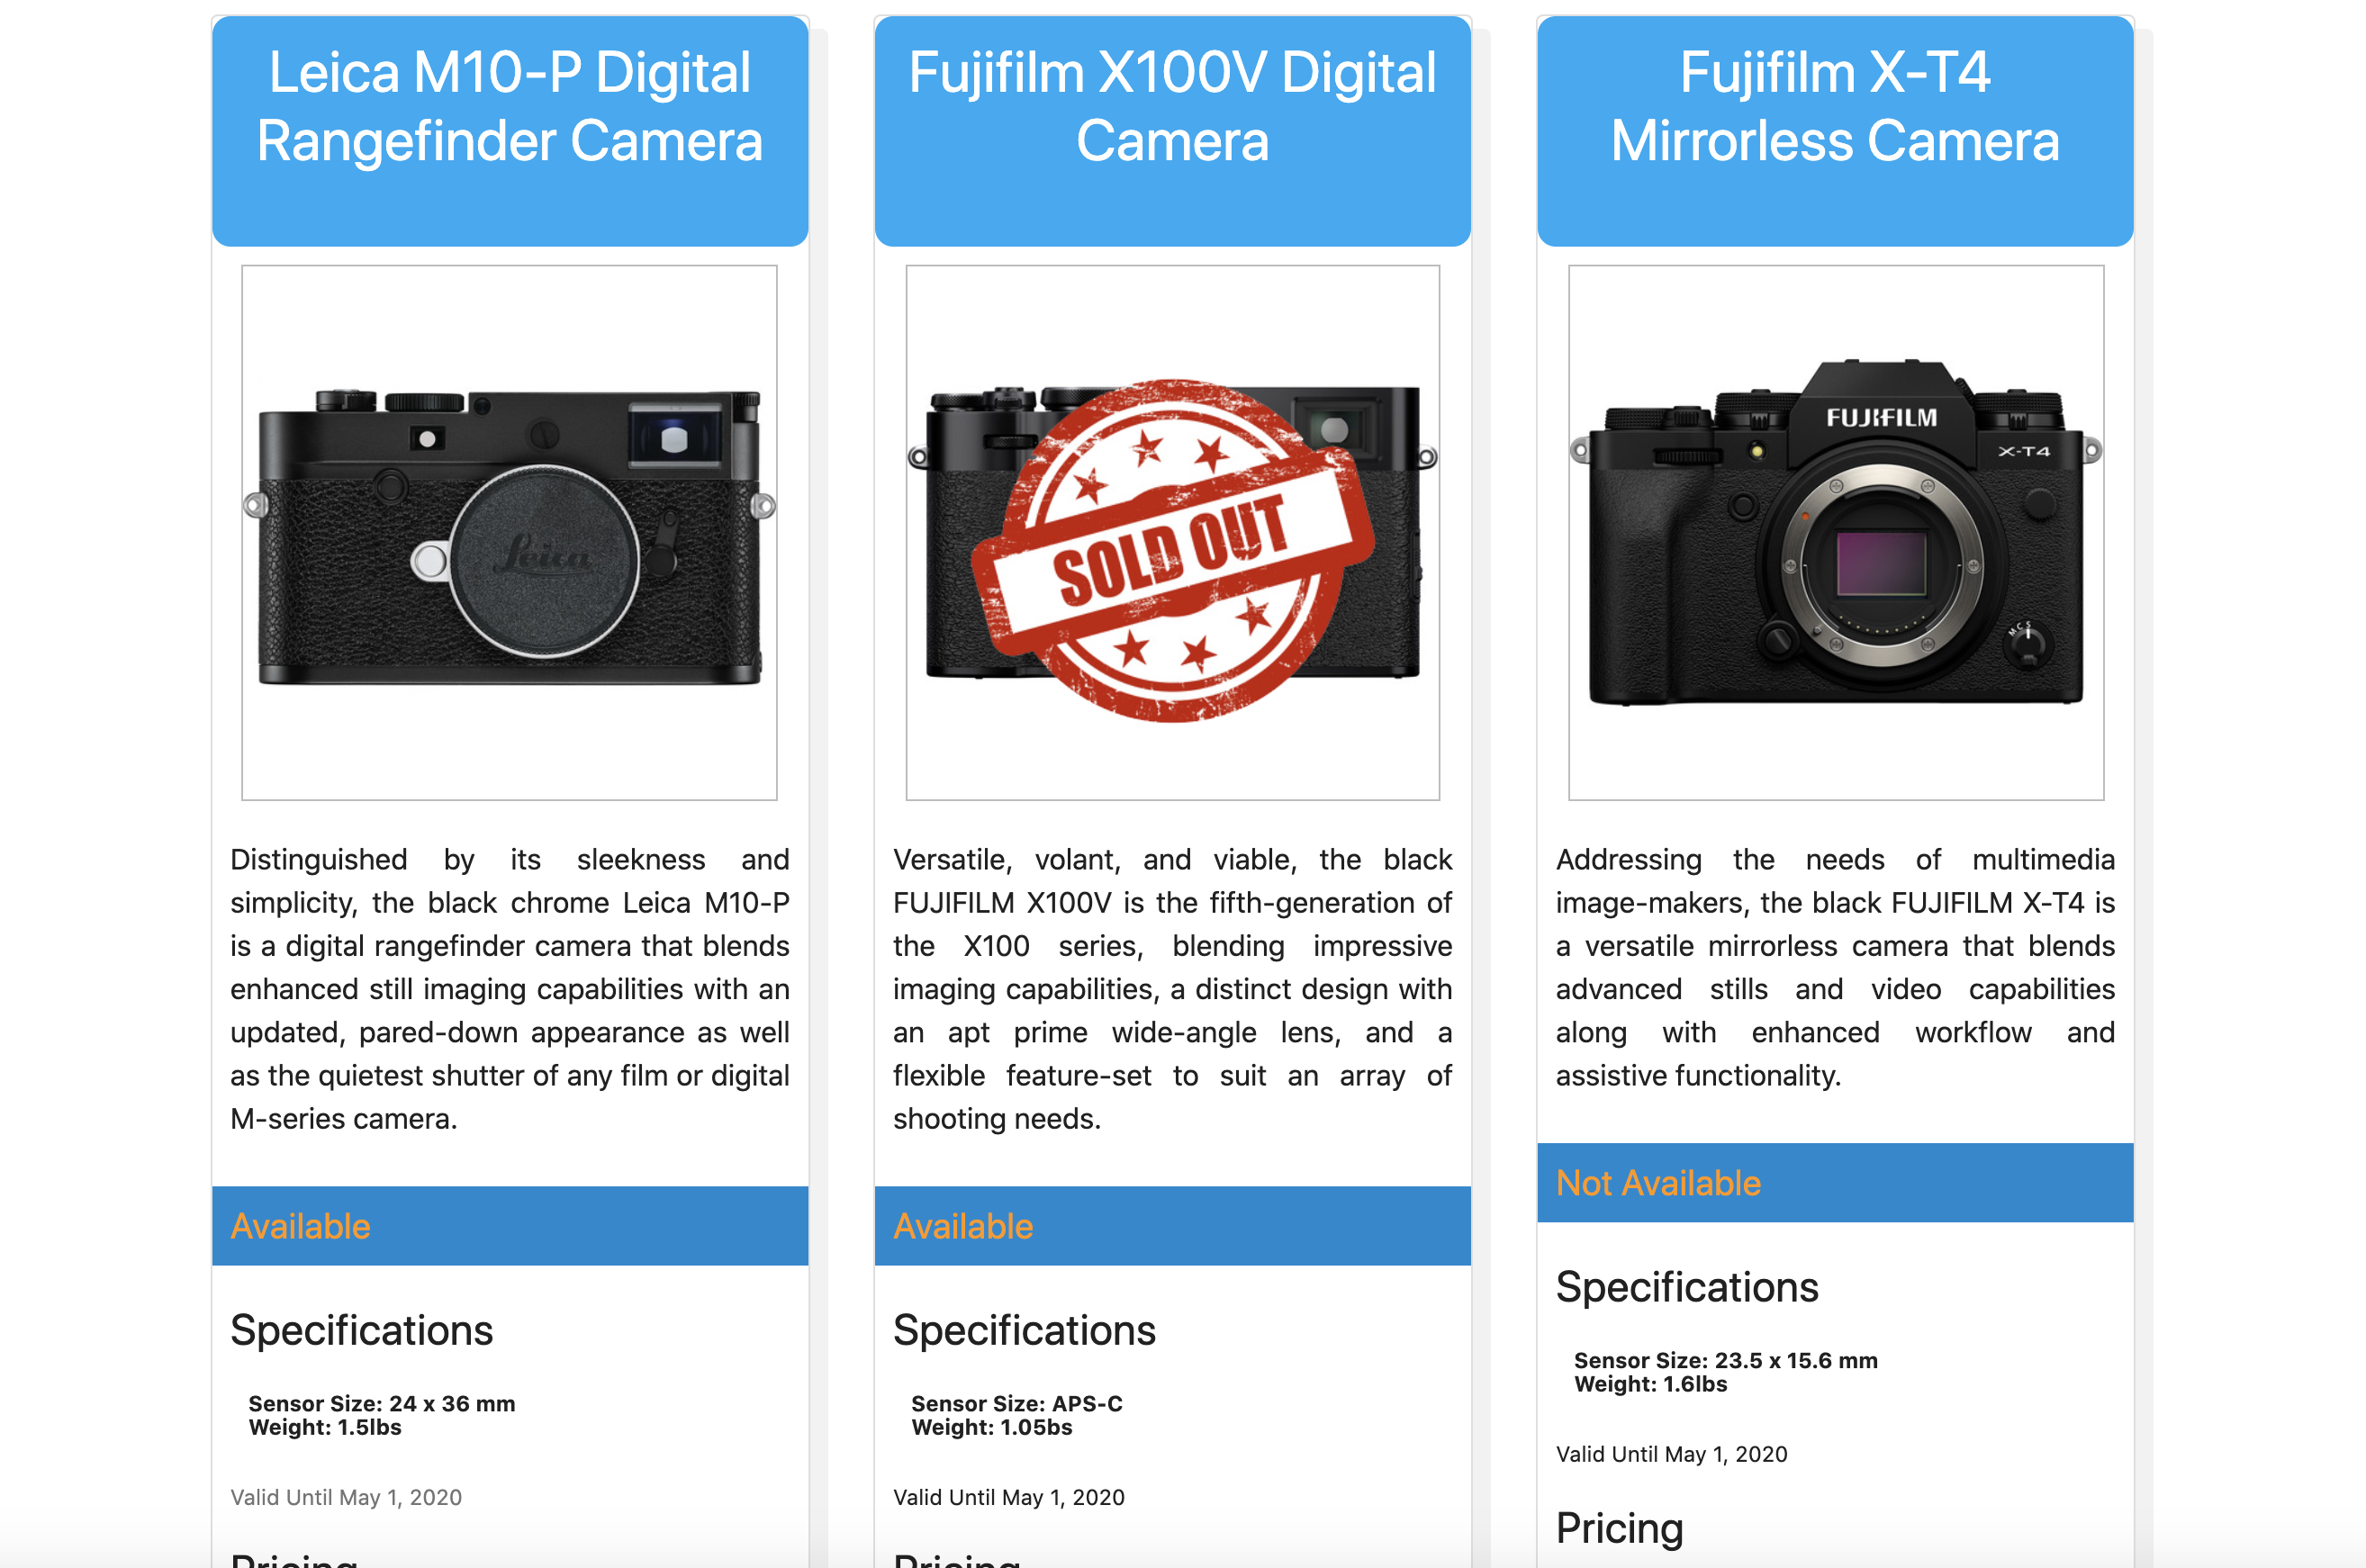 Leica M10-P Digital
Rangefinder Camera
Leica
Distinguished by its sleekness and
simplicity, the black chrome Leica M10-P
is a digital rangefinder camera that blends
enhanced still imaging capabilities with an
updated, pared-down appearance as well
as the quietest shutter of any film or digital
M-series camera.
Available
Specifications
Sensor Size: 24 x 36 mm
Weight: 1.5lbs
Valid Until May 1, 2020
Pricing
Fujifilm X100V Digital
Camera
SOLD OUT
Versatile, volant, and viable, the black
FUJIFILM X100V is the fifth-generation of
the X100 series, blending impressive
imaging capabilities, a distinct design with
an apt prime wide-angle lens, and a
flexible feature-set to suit an array of
shooting needs.
Available
Specifications
Sensor Size: APS-C
Weight: 1.05bs
Valid Until May 1, 2020
Pricing
Fujifilm X-T4
Mirrorless Camera
FUJIFILM
X-T4
M C S
Addressing the needs of multimedia
image-makers, the black FUJIFILM X-T4 is
a versatile mirrorless camera that blends
advanced stills and video capabilities
along with enhanced workflow and
assistive functionality.
Not Available
Specifications
Sensor Size: 23.5 x 15.6 mm
Weight: 1.6lbs
Valid Until May 1, 2020
Pricing